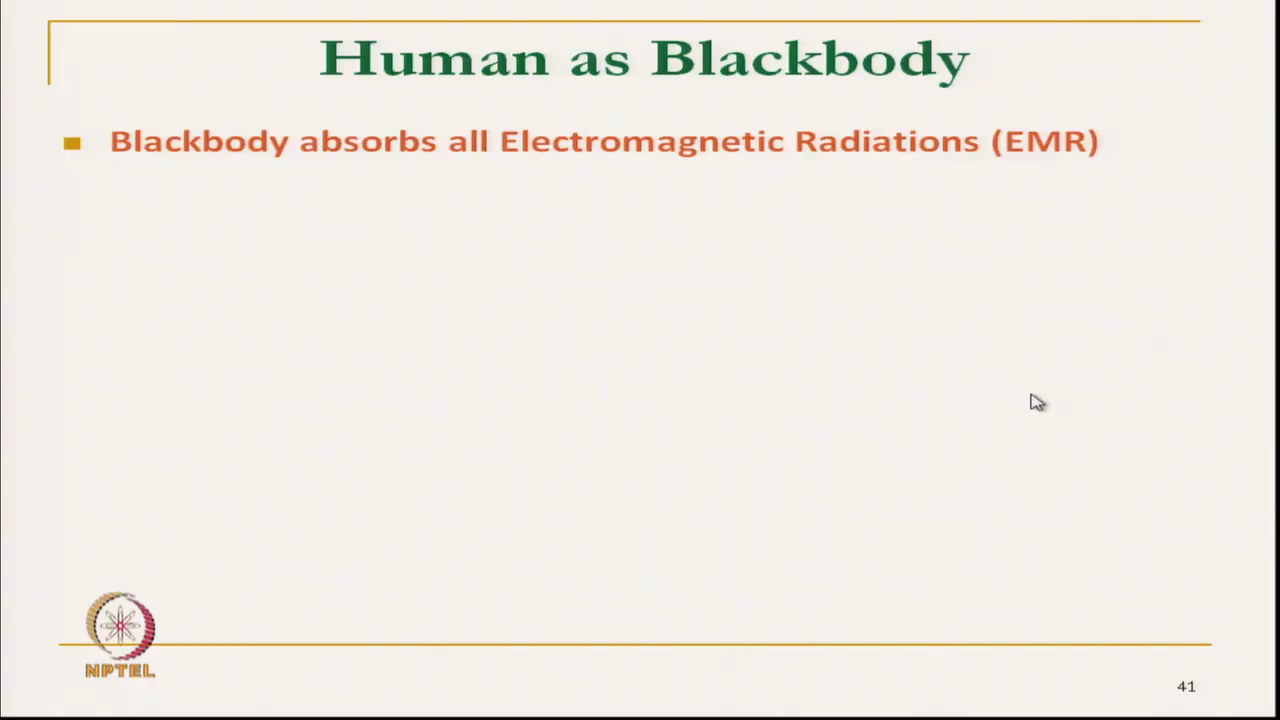 Human as Blackbody
Blackbody absorbs all Electromagnetic Radiations (EMR)
NPTEL
41